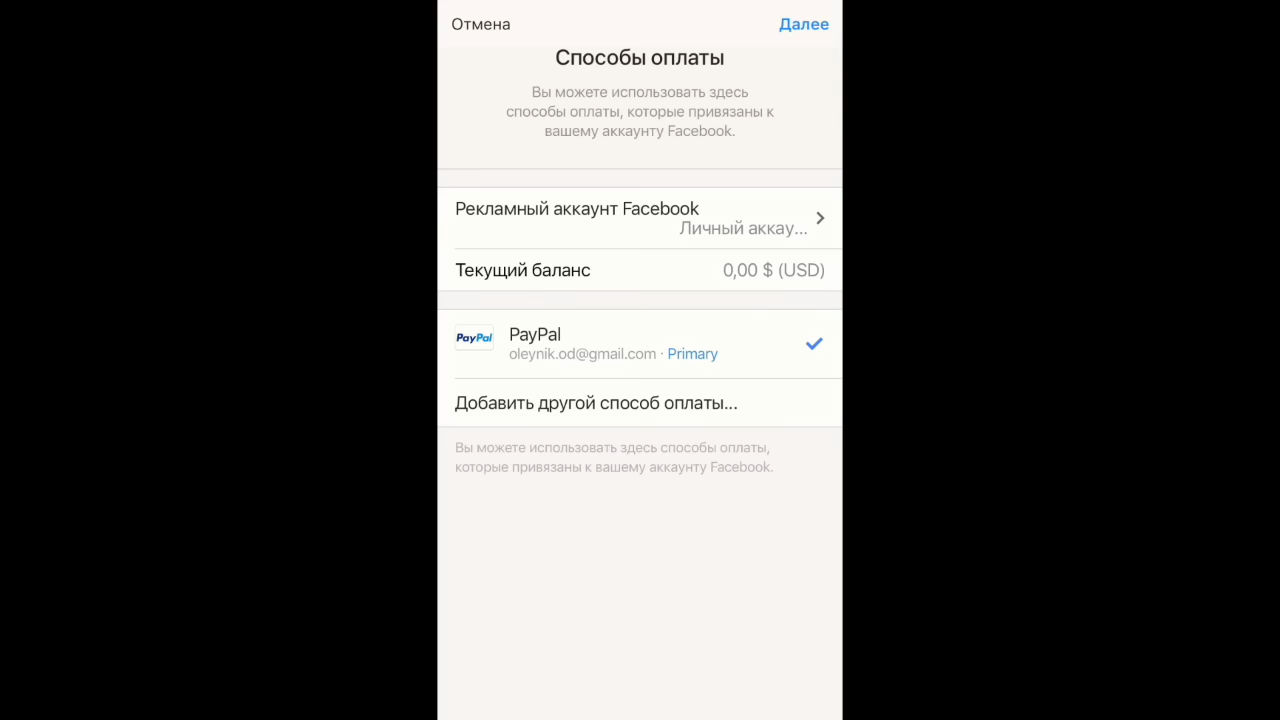 Отмена
Далее
Способы оплаты
Вы можете использовать здесь
способы оплаты, которые привязаны к
вашему аккаунту Facebook.
Рекламный аккаунт Facebook
Личный аккау...
Текущий баланс
0,00 $ (USD)
PayPal
PayPal
oleynik.od@gmail.com · Primary
Добавить другой способ оплаты...
Вы можете использовать здесь способы оплаты,
которые привязаны к вашему аккаунту Facebook.